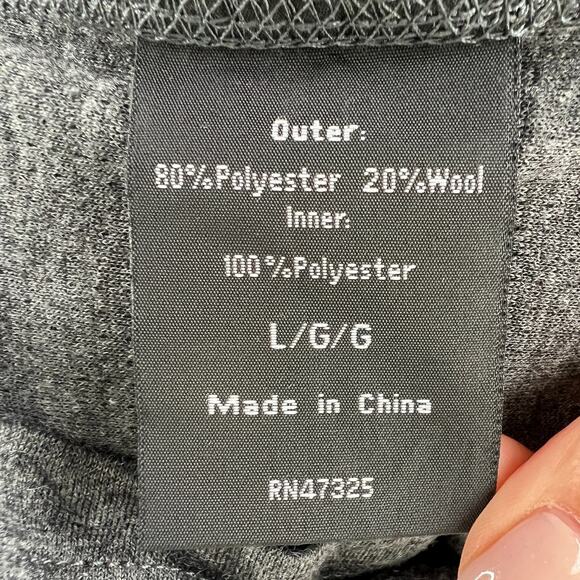 Outer:
80%Polyester 20%Wool
Inner:
100%Polyester
L/G/G
Made in China
RN47325